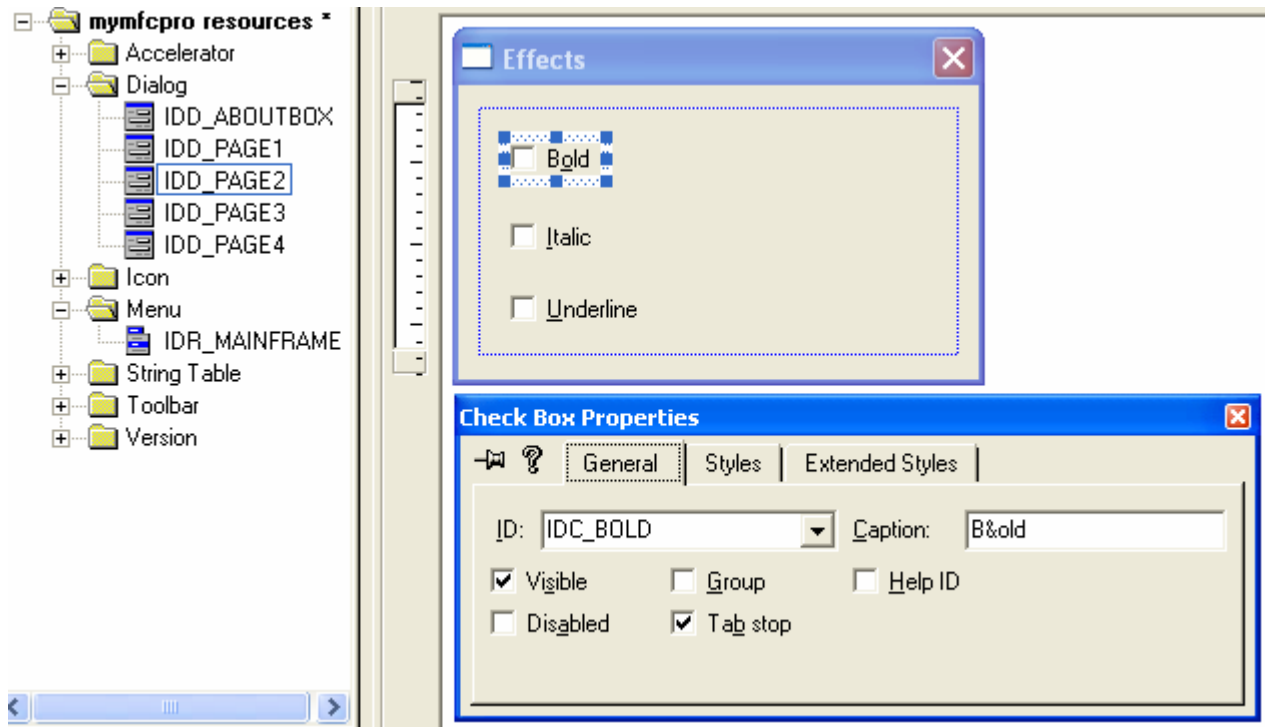 mymfcpro resources *
Accelerator
Dialog
IDD_ABOUTBOX
IDD_PAGE1
IDD_PAGE2
IDD_PAGE3
IDD_PAGE4
Icon
Menu
IDR_MAINFRAME
String Table
Toolbar
Version
Effects
Bold
Italic
Underline
Check Box Properties
General Styles Extended Styles
ID: IDC_BOLD Caption: B&old
Visible Group Help ID
Disabled Tab stop